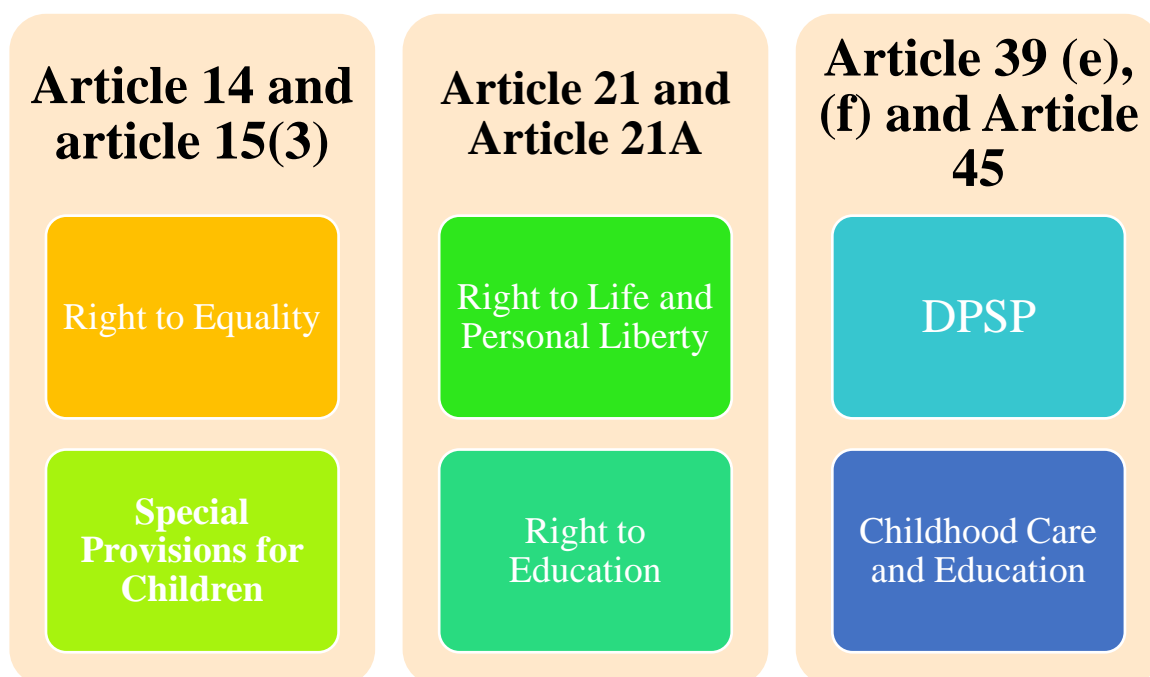 Article 14 and
article 15(3)
Right to Equality
Special
Provisions for
Children
Article 21 and
Article 21A
Right to Life and
Personal Liberty
Right to
Education
Article 39 (e),
(f) and Article
45
DPSP
Childhood Care
and Education